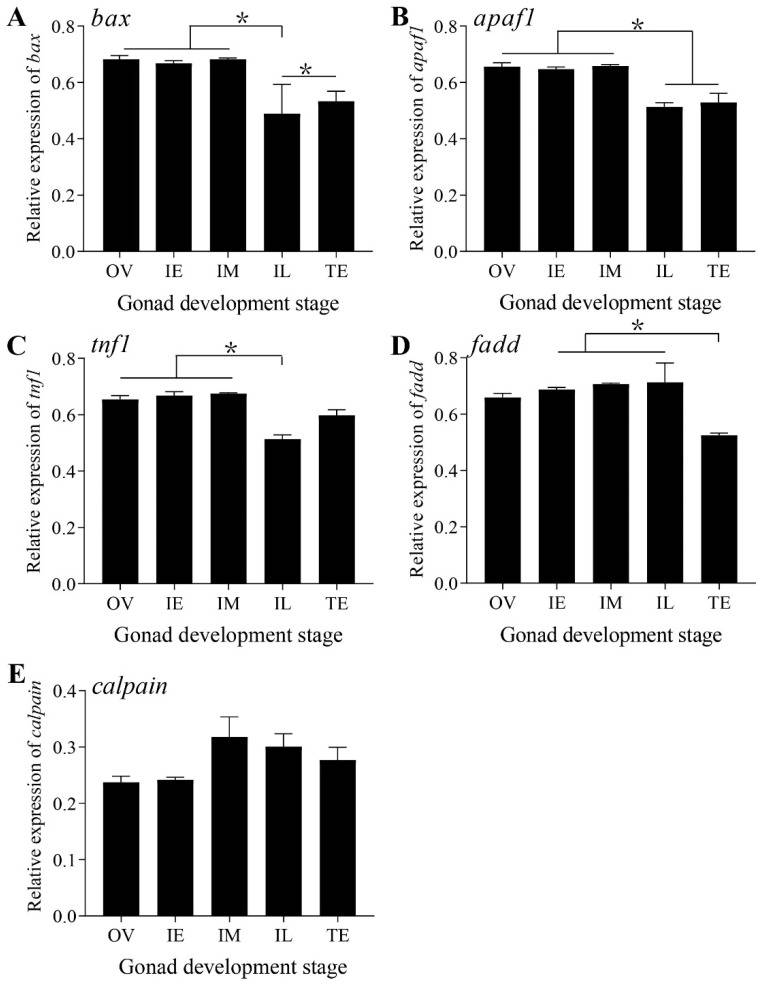 A
bax
*
*
Relative expression of bax
0.8
0.6
0.4
0.2
0.0
OV IE IM IL TE
Gonad development stage
B
apaf1
*
Relative expression of apaf1
0.8
0.6
0.4
0.2
0.0
OV IE IM IL TE
Gonad development stage
C
tnf1
*
Relative expression of tnf1
0.8
0.6
0.4
0.2
0.0
OV IE IM IL TE
Gonad development stage
D
fadd
*
Relative expression of fadd
0.8
0.6
0.4
0.2
0.0
OV IE IM IL TE
Gonad development stage
E
calpain
Relative expression of calpain
0.4
0.3
0.2
0.1
0.0
OV IE IM IL TE
Gonad development stage